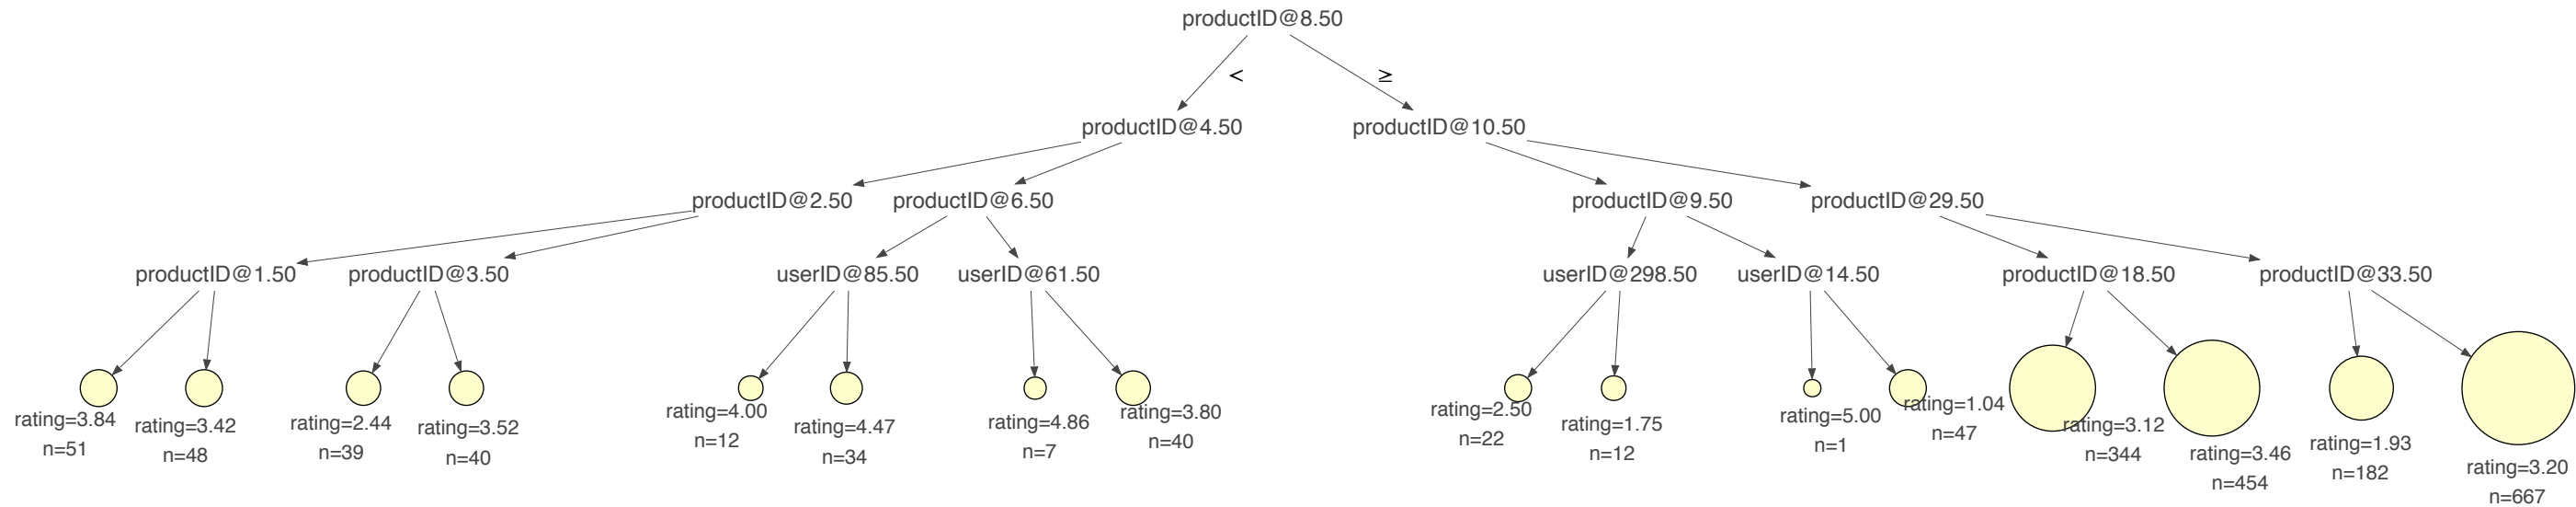 productID@8.50
<
≥
productID@4.50
productID@10.50
productID@2.50
productID@6.50
productID@9.50
productID@29.50
productID@1.50
productID@3.50
userID@85.50
userID@61.50
userID@298.50
userID@14.50
productID@18.50
productID@33.50
rating=3.84
n=51
rating=3.42
n=48
rating=2.44
n=39
rating=3.52
n=40
rating=4.00
n=12
rating=4.47
n=34
rating=4.86
n=7
rating=3.80
n=40
rating=2.50
n=22
rating=1.75
n=12
rating=5.00
n=1
rating=1.04
n=47
rating=3.12
n=344
rating=3.46
n=454
rating=1.93
n=182
rating=3.20
n=667